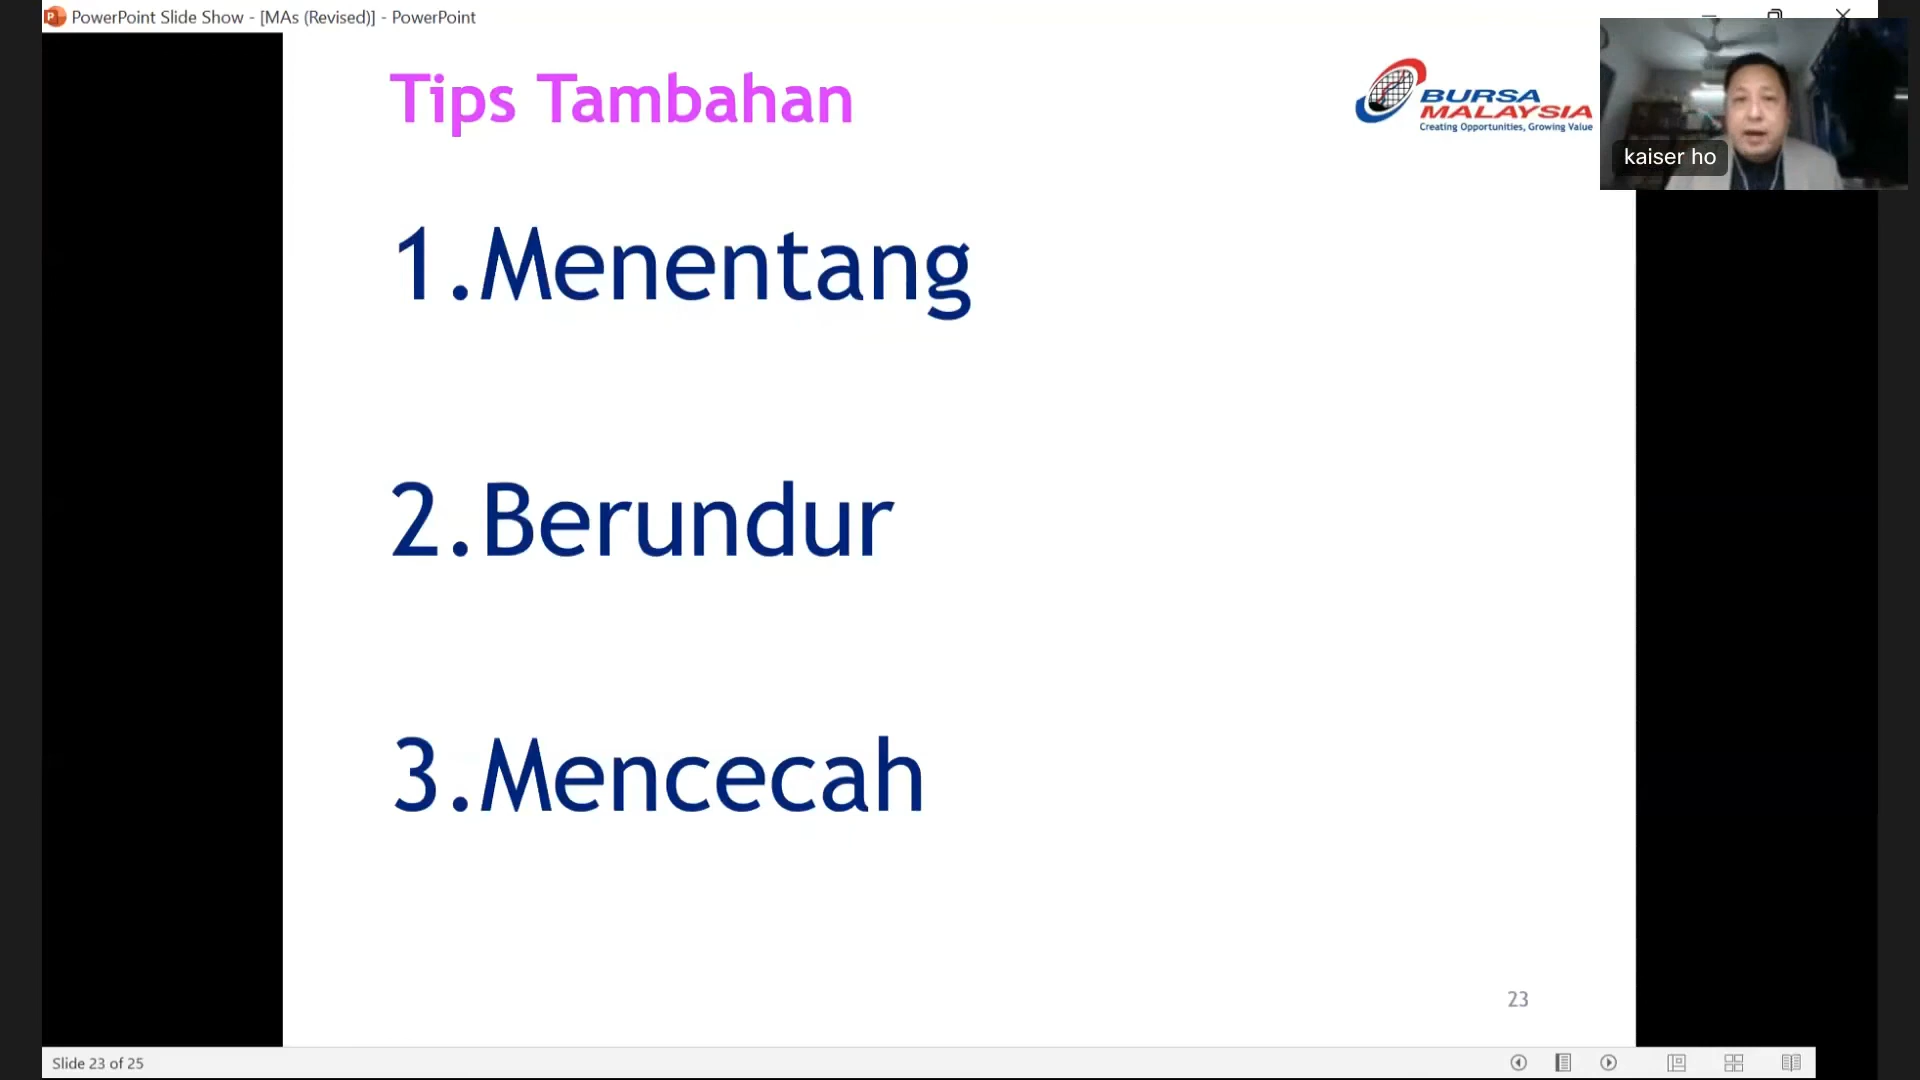 PowerPoint Slide Show - [MAs (Revised)] - PowerPoint
Tips Tambahan
BURSA
MALAYSIA
Creating Opportunities, Growing Value
kaiser ho
1.Menentang
2.Berundur
3.Mencecah
23
Slide 23 of 25